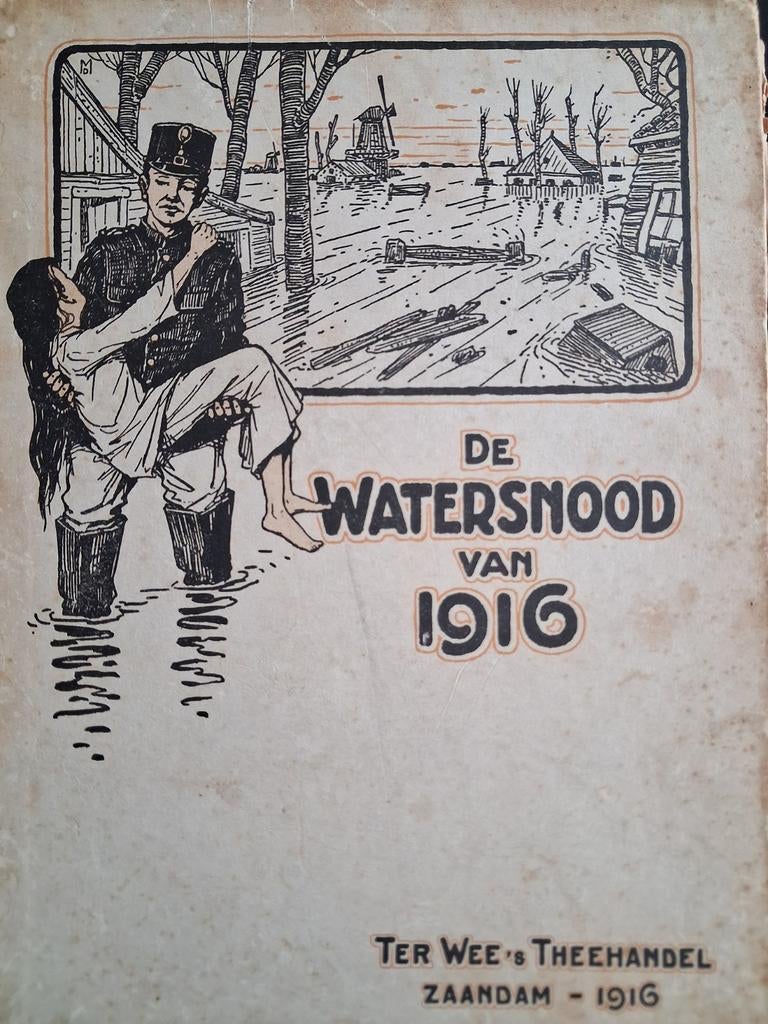 De
Watersnood
van
1916
Ter Wee's Theehandel
Zaandam - 1916